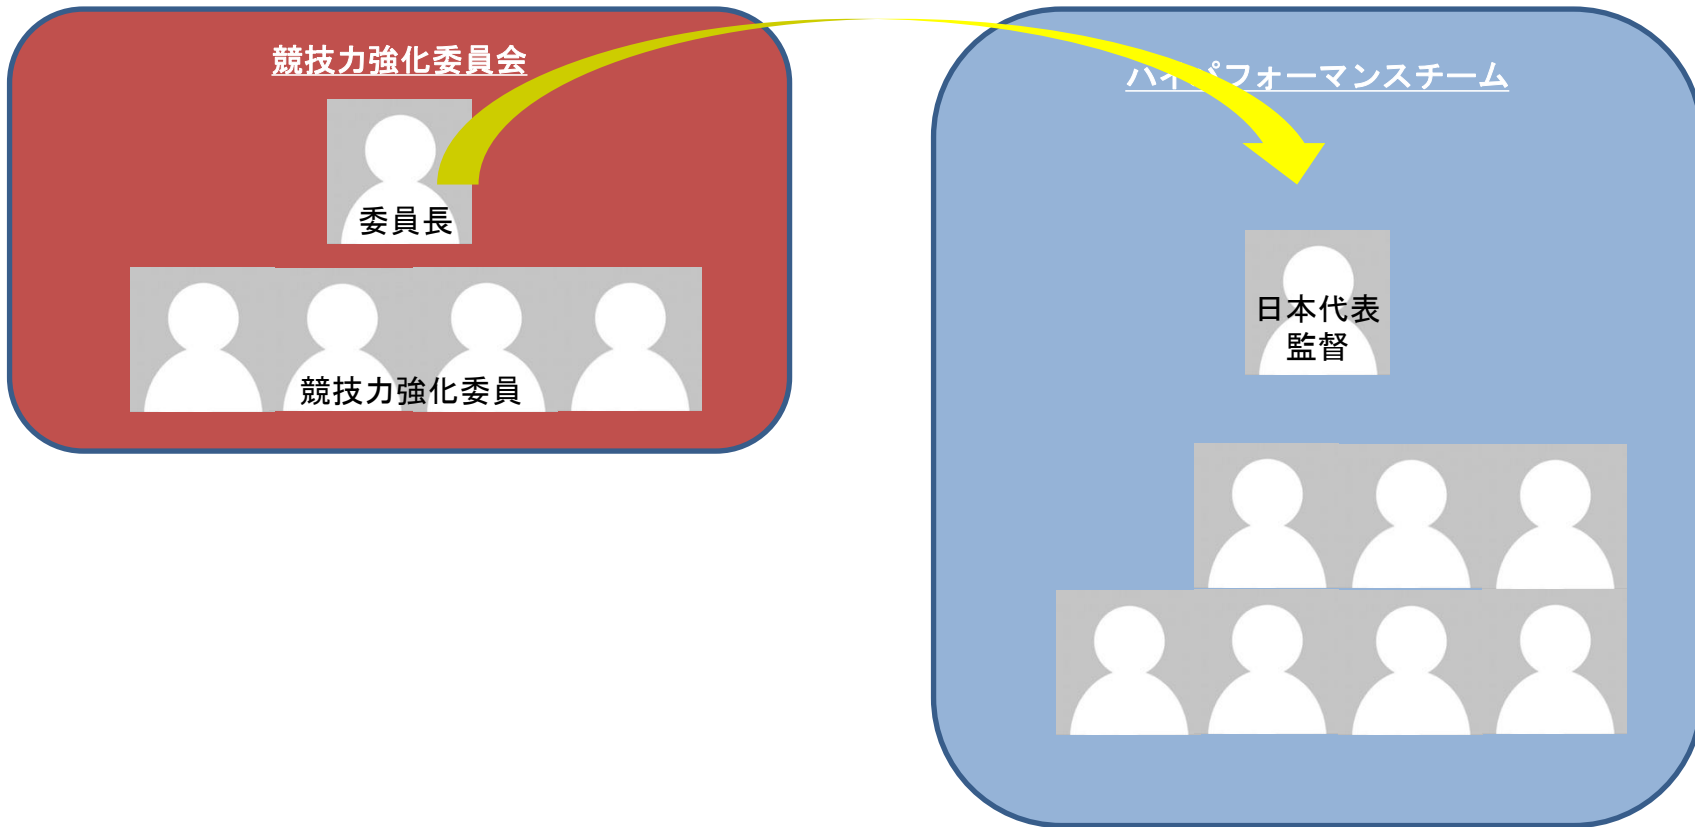 競技力強化委員会
委員長
競技力強化委員
ハイパフォーマンスチーム
日本代表
監督